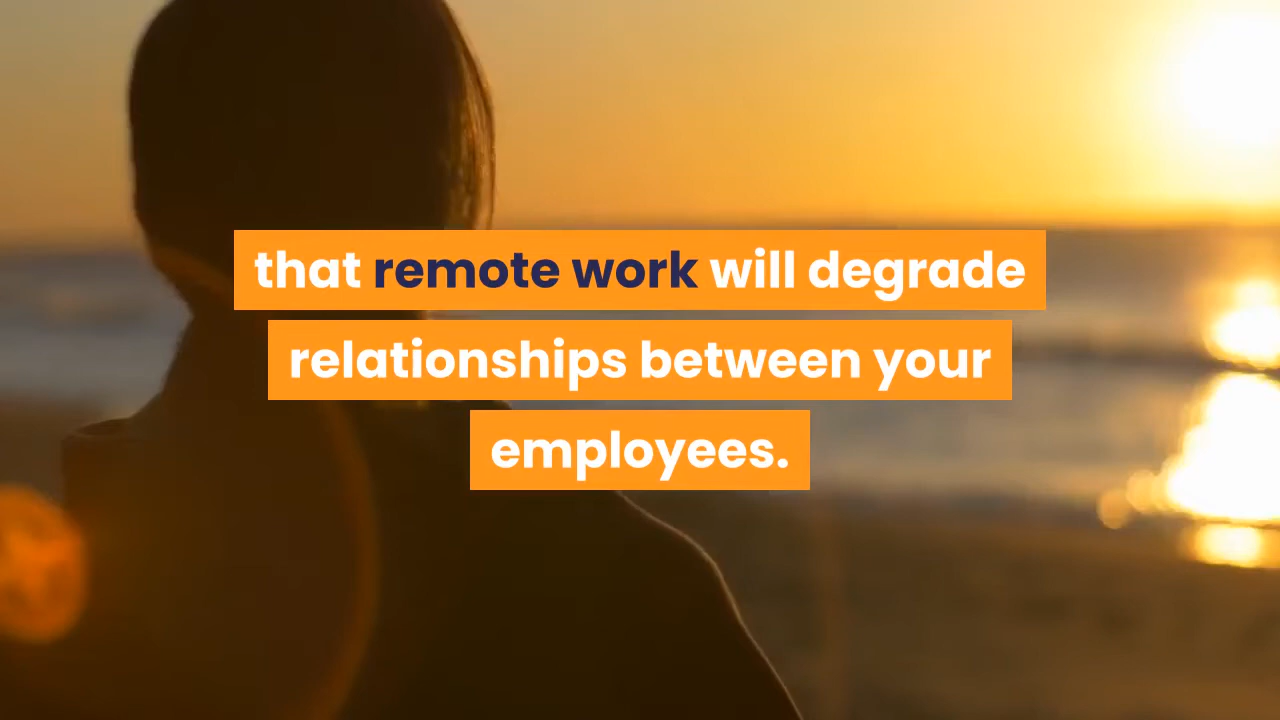 that remote work will degrade
relationships between your
employees.